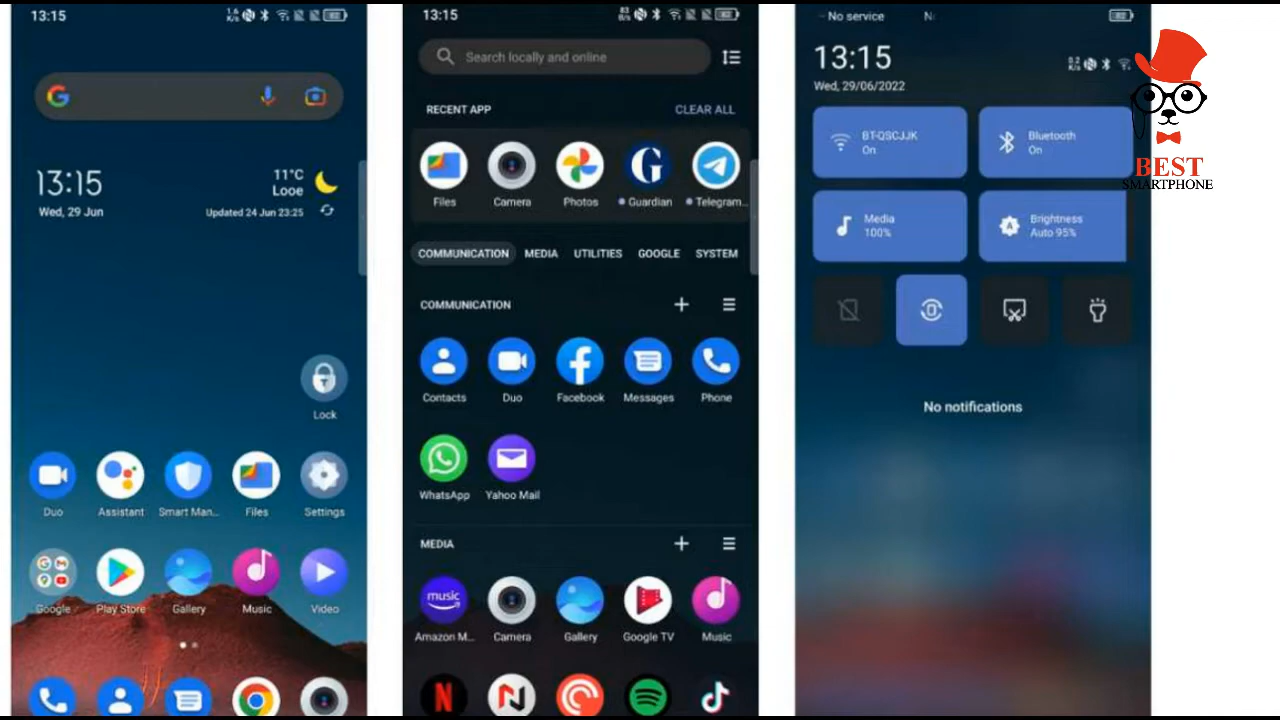 13:15
13:15
Wed, 29 Jun
11°C
Looe
Updated 24 Jun 23:25
Lock
Duo
Assistant
Smart Man...
Files
Settings
Google
Play Store
Gallery
Music
Video
13:15
Search locally and online
RECENT APP
CLEAR ALL
Files
Camera
Photos
Guardian
Telegram...
COMMUNICATION
MEDIA
UTILITIES
GOOGLE
SYSTEM
COMMUNICATION
Contacts
Duo
Facebook
Messages
Phone
WhatsApp
Yahoo Mail
MEDIA
music
Amazon M...
Camera
Gallery
Google TV
Music
No service
13:15
Wed, 29/06/2022
BT-QSCJJK
On
Bluetooth
On
Media
100%
Brightness
Auto 95%
No notifications
BEST
SMARTPHONE